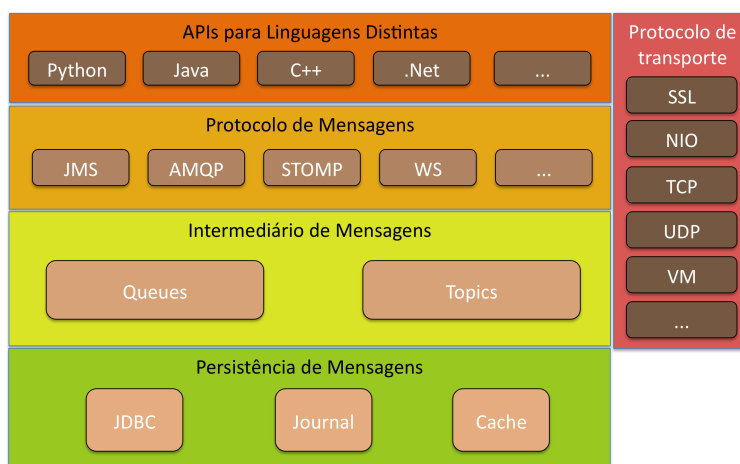 APIs para Linguagens Distintas
Python Java C++ .Net ...
Protocolo de Mensagens
JMS AMQP STOMP WS ...
Intermediário de Mensagens
Queues Topics
Persistência de Mensagens
JDBC Journal Cache
Protocolo de
transporte
SSL
NIO
TCP
UDP
VM
...